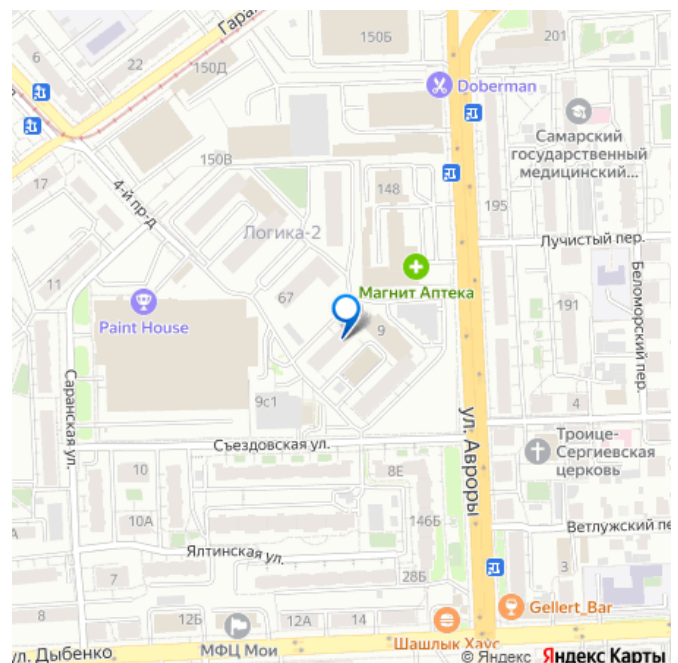 Гара
150Б
201
6
22
150Д
Doberman
Самарский
государственный
медицинский...
150В
17
4-й пр-д
148
195
Логика-2
Лучистый пер.
11
67
Магнит Аптека
Paint House
191
Беломорский пер.
9
Саранская ул.
9с1
4
ул. Авроры
Съездовская ул.
Троице-
Сергиевская
церковь
10
8Е
10А
146Б
Ветлужский пе
Ялтинская ул.
7
28Б
3
Gellert_Bar
8
12Б
12А
14
МФЦ Мои
Шашлык Хаус
ул. Дыбенко
© Яндекс Яндекс Карты